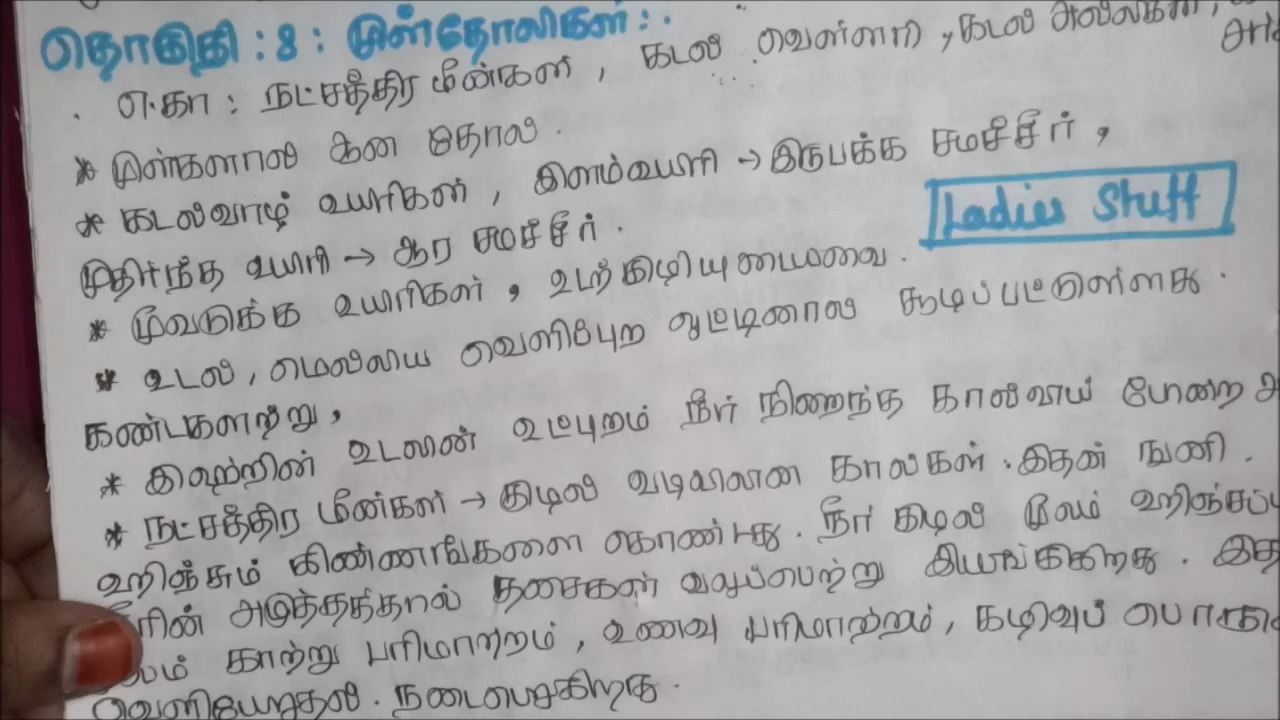 தொகுதி : 8 : முள்தோலிகள் :.
எ.கா : நட்சத்திர மீன்கள் , கடல் வெள்ளரி , கடல் அல்லிகள் ,
* முள்களால் ஆன தோல் .
* கடல்வாழ் உயிரிகள் , இளம்உயிரி → இருபக்க சமச்சீர் ,
Ladies Stuff
முதிர்ந்த உயிரி → ஆர சமச்சீர் .
* மூவடுக்கு உயிரிகள் , உடற்குழியுடையவை .
* உடல் , மெல்லிய வெளிப்புற ஓட்டினால் மூடப்பட்டுள்ளது .
கண்டங்களற்று ,
* இவற்றின் உடலின் உட்புறம் நீர் நிறைந்த கால்வாய் போன்ற
* நட்சத்திர மீன்கள் → குழல் வடிவிலான கால்கள் . இதன் நுனி .
உறிஞ்சும் கிண்ணங்களை கொண்டது . நீர் குழல் மூலம்
அழுத்தத்தால் தசைகள் வலுப்பெற்று இயங்குகிறது .
காற்று பரிமாற்றம் , உணவு பரிமாற்றம் , கழிவுப்
வெளியேறுதல் . நடைபெறுகிறது .